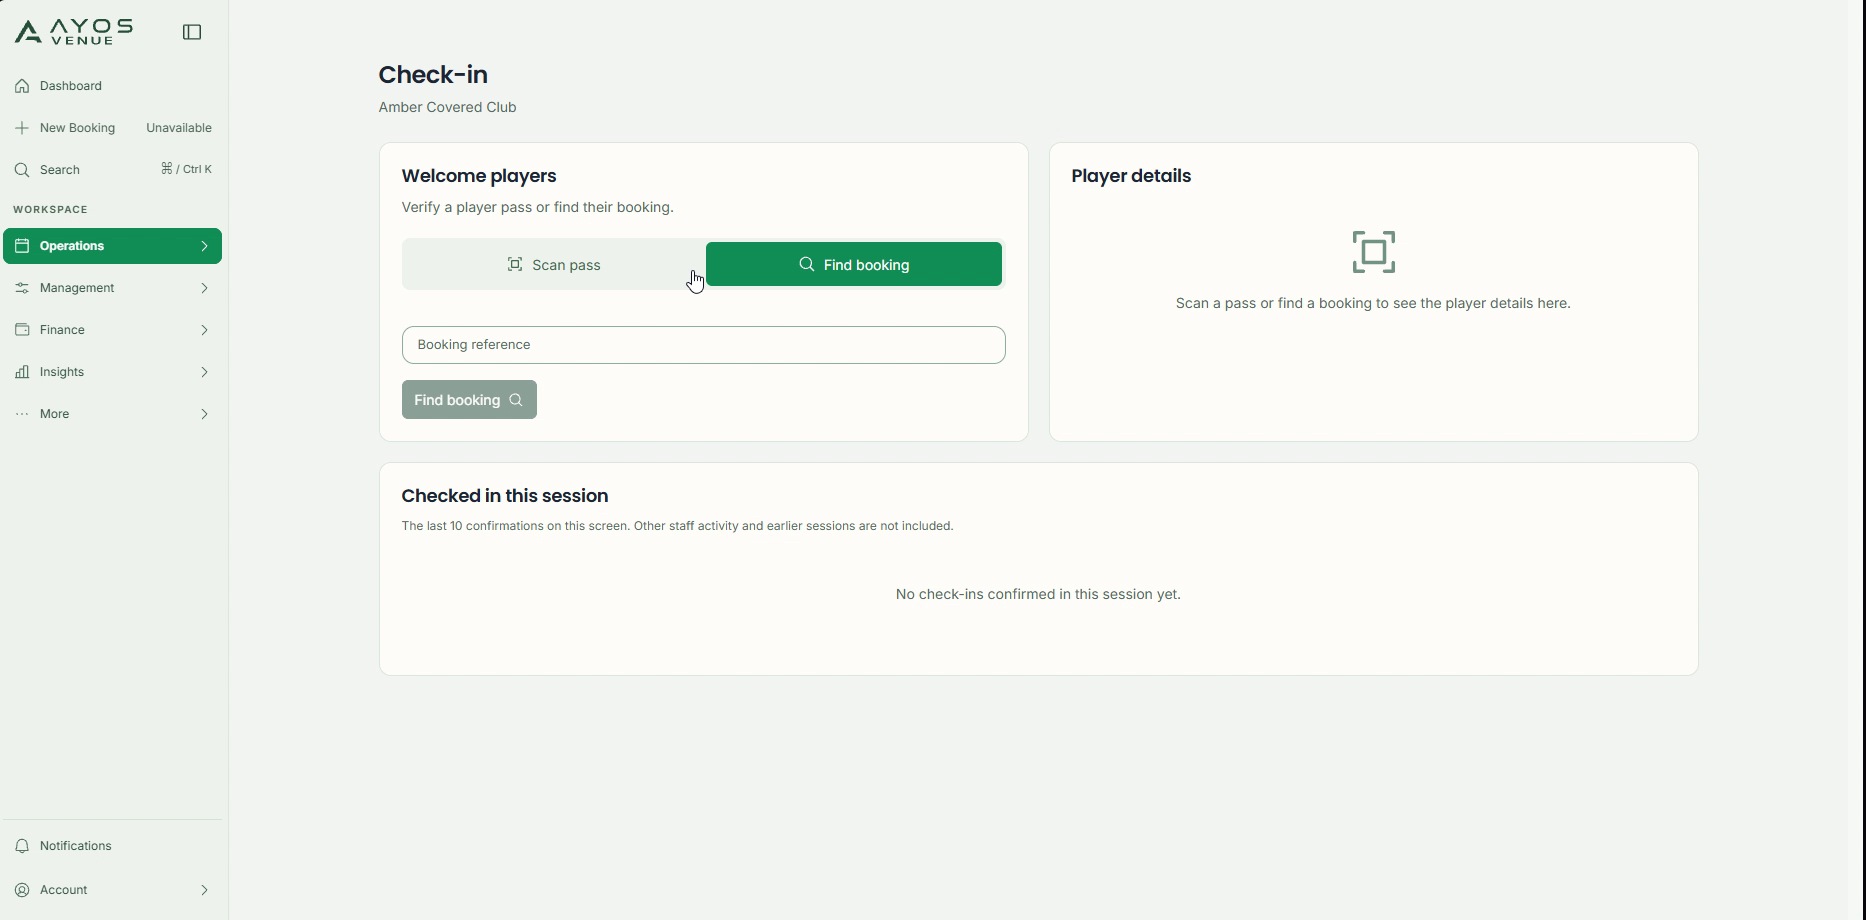 AYOS
VENUE
Dashboard
New Booking Unavailable
Search ⌘ / Ctrl K
WORKSPACE
Operations
Management
Finance
Insights
More
Notifications
Account
Check-in
Amber Covered Club
Welcome players
Verify a player pass or find their booking.
Scan pass Find booking
Booking reference
Find booking
Player details
Scan a pass or find a booking to see the player details here.
Checked in this session
The last 10 confirmations on this screen. Other staff activity and earlier sessions are not included.
No check-ins confirmed in this session yet.